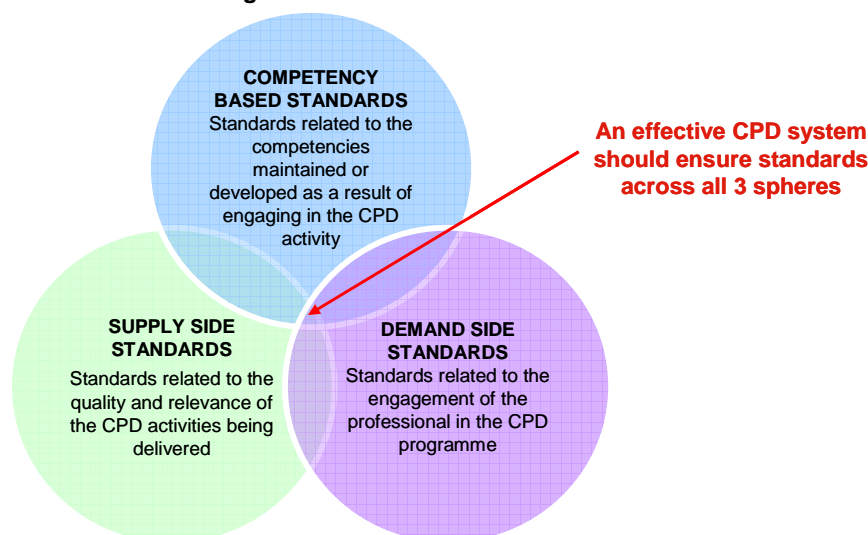 COMPETENCY
BASED STANDARDS
Standards related to the
competencies
maintained or
developed as a result of
engaging in the CPD
activity
An effective CPD system
should ensure standards
across all 3 spheres
SUPPLY SIDE
STANDARDS
Standards related to the
quality and relevance of
the CPD activities being
delivered
DEMAND SIDE
STANDARDS
Standards related to the
engagement of the
professional in the CPD
programme